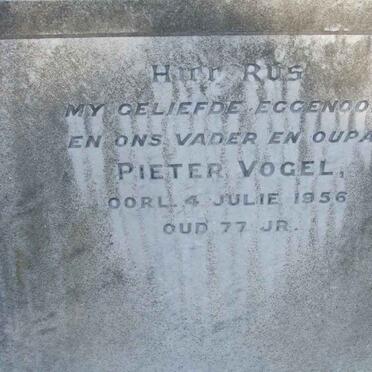 HIER RUS
MY GELIEFDE EGGENOO
EN ONS VADER EN OUPA
PIETER VOGEL,
OORL. 4 JULIE 1956
OUD 77 JR.